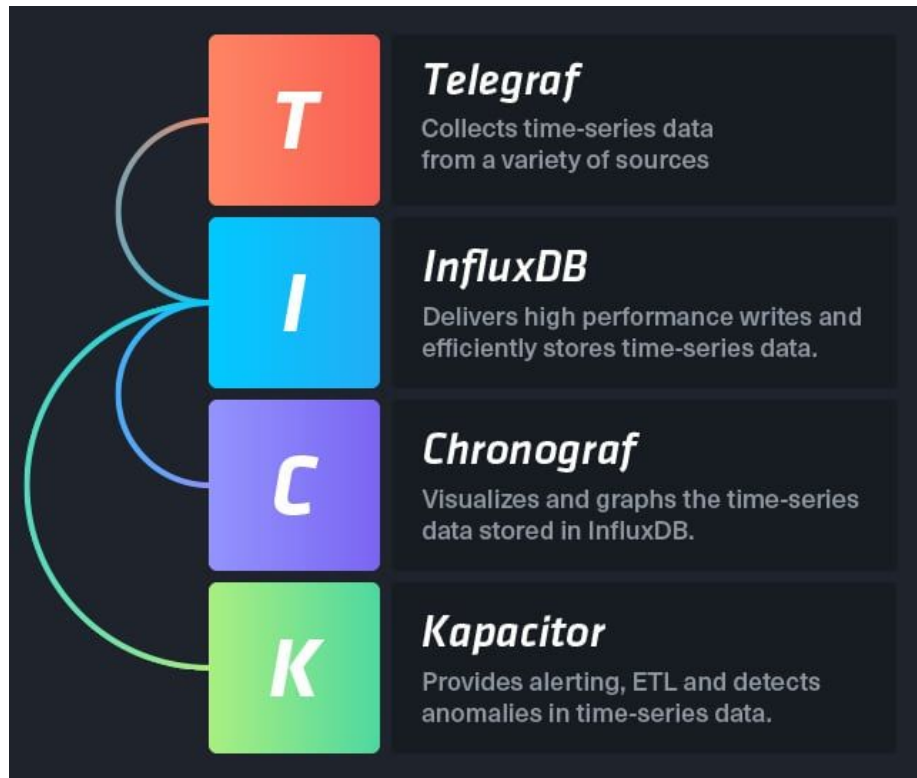 T
Telegraf
Collects time-series data
from a variety of sources
I
InfluxDB
Delivers high performance writes and
efficiently stores time-series data.
C
Chronograf
Visualizes and graphs the time-series
data stored in InfluxDB.
K
Kapacitor
Provides alerting, ETL and detects
anomalies in time-series data.